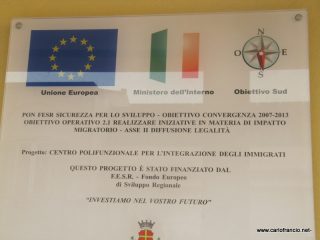 N
O E
S
Unione Europea Ministero dell'Interno Obiettivo Sud
PON FESR SICUREZZA PER LO SVILUPPO - OBIETTIVO CONVERGENZA 2007-2013
OBIETTIVO OPERATIVO 2.1 REALIZZARE INIZIATIVE IN MATERIA DI IMPATTO
MIGRATORIO - ASSE II DIFFUSIONE LEGALITÀ
Progetto: CENTRO POLIFUNZIONALE PER L'INTEGRAZIONE DEGLI IMMIGRATI
QUESTO PROGETTO È STATO FINANZIATO DAL
F.E.S.R. - Fondo Europeo
di Sviluppo Regionale
"INVESTIAMO NEL VOSTRO FUTURO"
www.carlofrancio.net